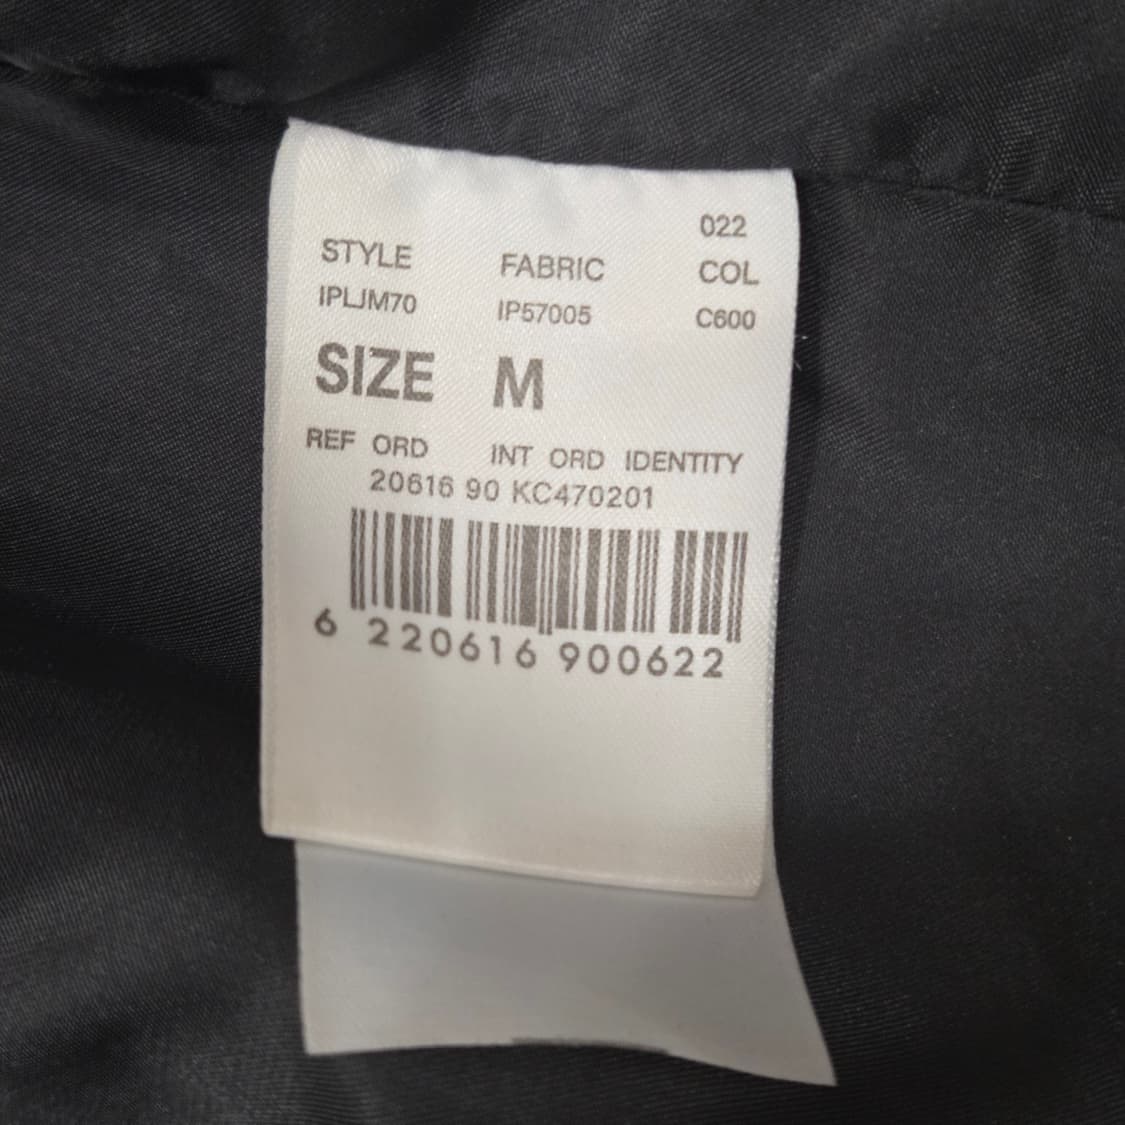 022
STYLE FABRIC COL
IPLJM70 IP57005 C600
SIZE M
REF ORD INT ORD IDENTITY
20616 90 KC470201
6 220616 900622